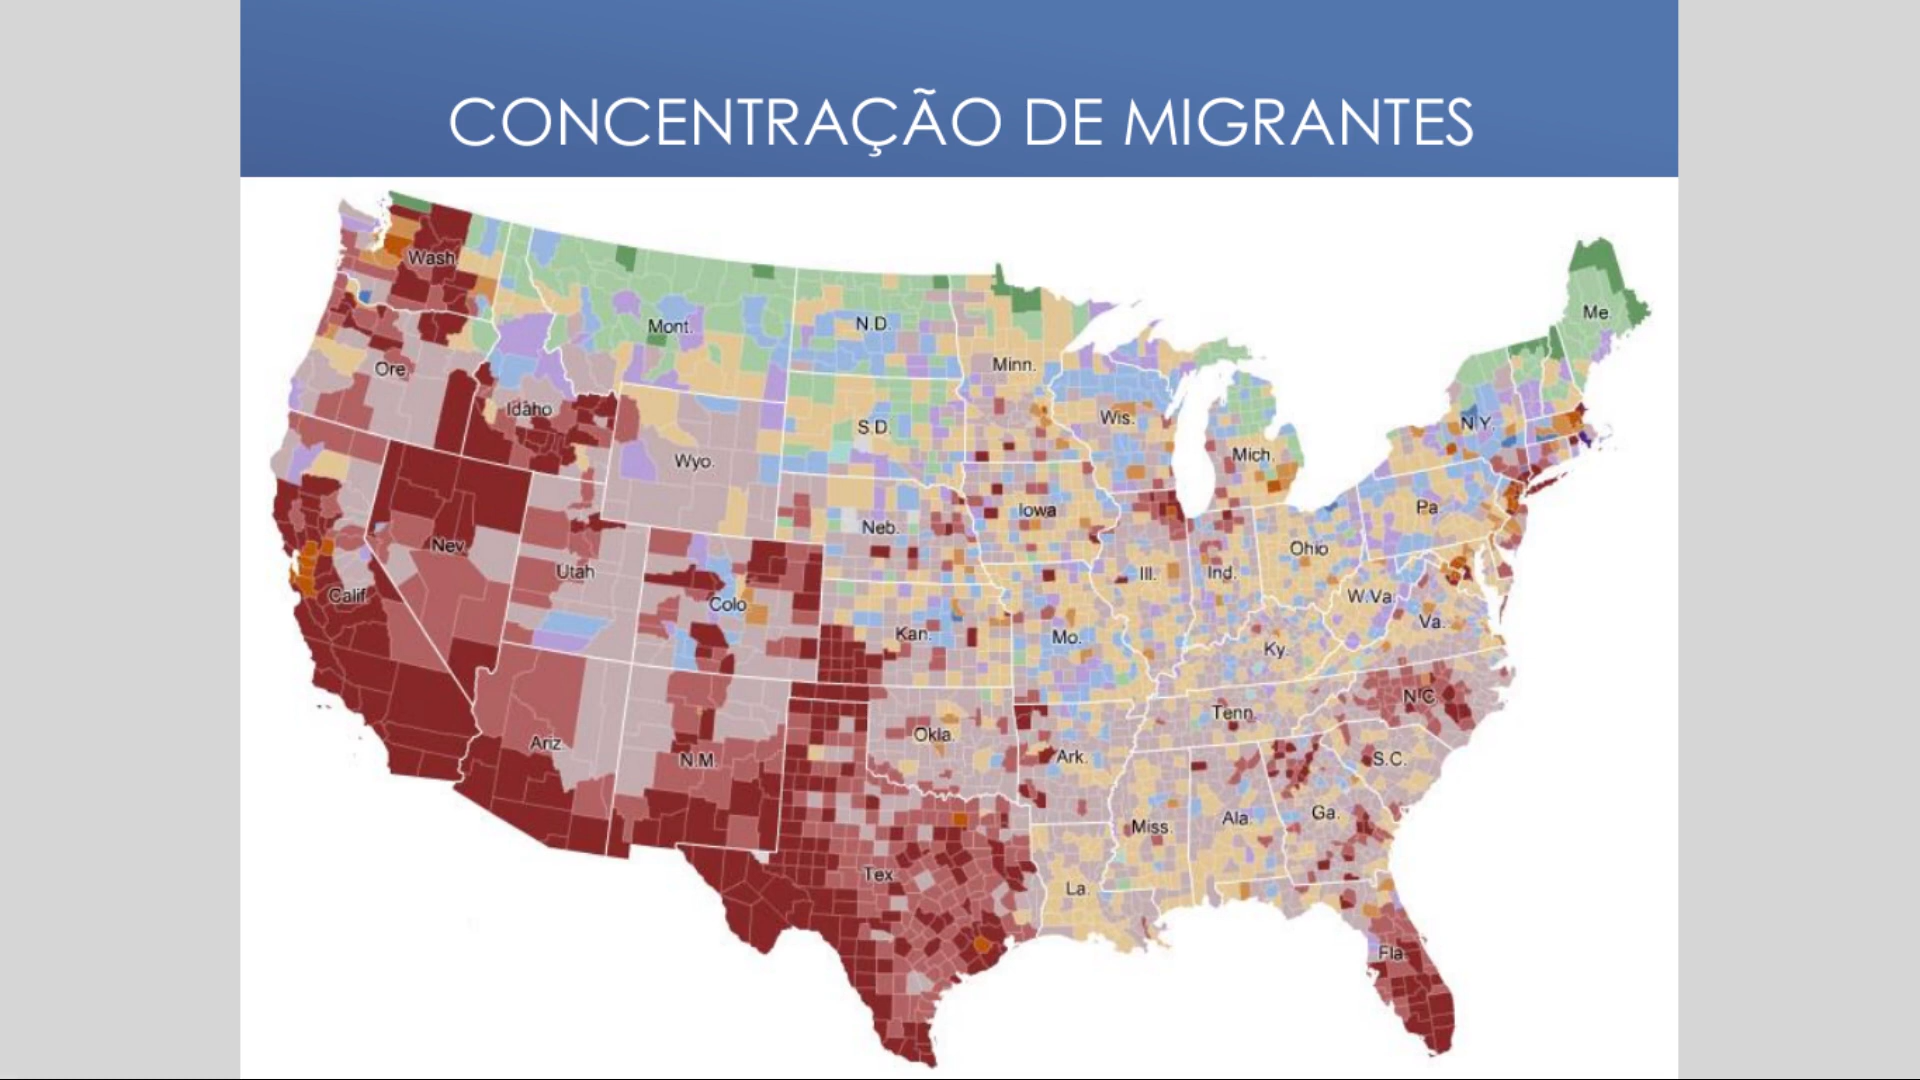 CONCENTRAÇÃO DE MIGRANTES
Wash.
Me.
Mont.
N.D.
Minn.
Ore.
Idaho
Wis.
N.Y.
S.D.
Mich.
Wyo.
Iowa
Pa.
Neb.
Nev.
Ohio
Utah
Ill.
Ind.
Calif
Colo
W.Va.
Va.
Kan.
Mo.
Ky.
N.C.
Tenn.
Okla.
Ariz.
N.M.
Ark.
S.C.
Ga.
Ala.
Miss.
Tex.
La.
Fla.